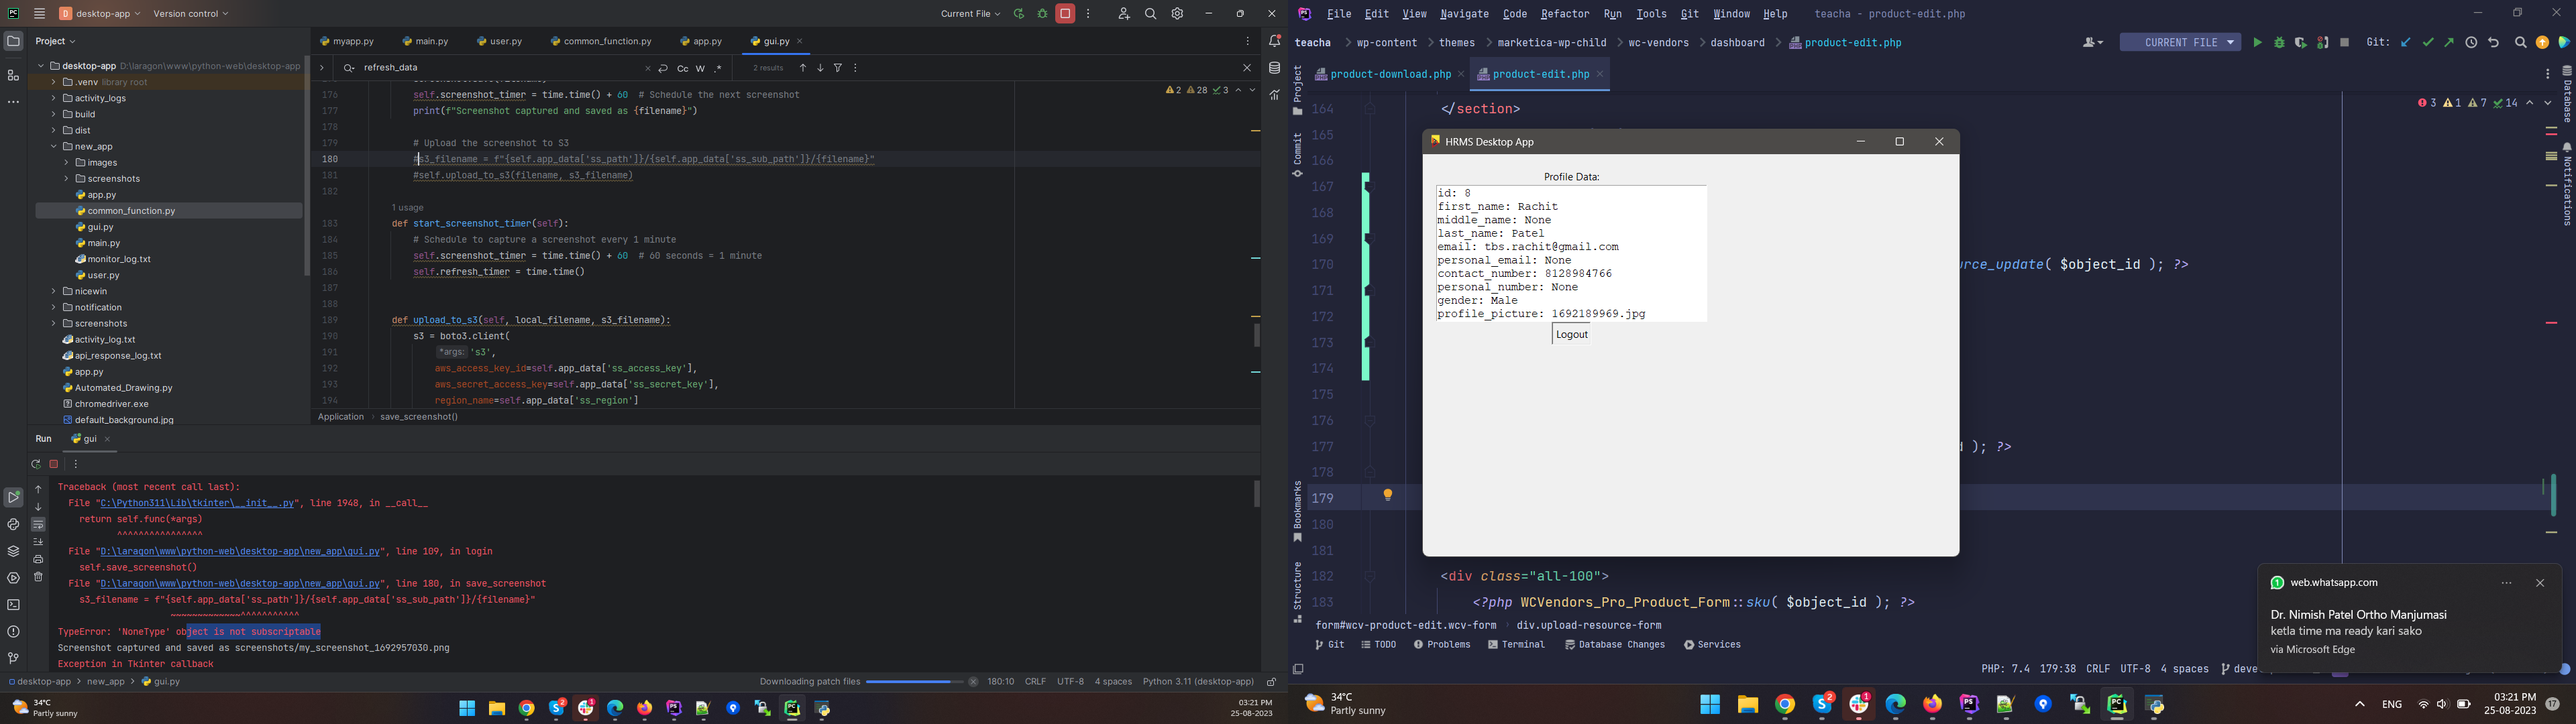 desktop-app
Version control
Current File
Project
myapp.py
main.py
user.py
common_function.py
app.py
gui.py
desktop-app D:\laragon\www\python-web\desktop-app
.venv library root
activity_logs
build
dist
new_app
images
screenshots
app.py
common_function.py
gui.py
main.py
monitor_log.txt
user.py
nicewin
notification
screenshots
activity_log.txt
api_response_log.txt
app.py
Automated_Drawing.py
chromedriver.exe
default_background.jpg
refresh_data
Cc W .*
2 results
2 28 3
176 self.screenshot_timer = time.time() + 60 # Schedule the next screenshot
177 print(f"Screenshot captured and saved as {filename}")
178
179 # Upload the screenshot to S3
180 #s3_filename = f"{self.app_data['ss_path']}/{self.app_data['ss_sub_path']}/{filename}"
181 #self.upload_to_s3(filename, s3_filename)
182
1 usage
183 def start_screenshot_timer(self):
184 # Schedule to capture a screenshot every 1 minute
185 self.screenshot_timer = time.time() + 60 # 60 seconds = 1 minute
186 self.refresh_timer = time.time()
187
188
189 def upload_to_s3(self, local_filename, s3_filename):
190 s3 = boto3.client(
191 *args: 's3',
192 aws_access_key_id=self.app_data['ss_access_key'],
193 aws_secret_access_key=self.app_data['ss_secret_key'],
194 region_name=self.app_data['ss_region']
Application
save_screenshot()
Run
gui
Traceback (most recent call last):
File "C:\Python311\Lib\tkinter\__init__.py", line 1948, in __call__
return self.func(*args)
^^^^^^^^^^^^^^^^
File "D:\laragon\www\python-web\desktop-app\new_app\gui.py", line 109, in login
self.save_screenshot()
File "D:\laragon\www\python-web\desktop-app\new_app\gui.py", line 180, in save_screenshot
s3_filename = f"{self.app_data['ss_path']}/{self.app_data['ss_sub_path']}/{filename}"
~~~~~~~~~~~~~^^^^^^^^^^^
TypeError: 'NoneType' object is not subscriptable
Screenshot captured and saved as screenshots/my_screenshot_1692957030.png
Exception in Tkinter callback
desktop-app > new_app > gui.py
Downloading patch files
180:10 CRLF UTF-8 4 spaces Python 3.11 (desktop-app)
34°C
Partly sunny
03:21 PM
25-08-2023
File Edit View Navigate Code Refactor Run Tools Git Window Help teacha - product-edit.php
teacha > wp-content > themes > marketica-wp-child > wc-vendors > dashboard > product-edit.php
CURRENT FILE
Git:
Project
Commit
Bookmarks
Structure
product-download.php
product-edit.php
Database
Notifications
3 1 7 14
164 </section>
165
166
167
168
169
170 urce_update( $object_id ); ?>
171
172
173
174
175
176
177 d ); ?>
178
179
180
181
182 <div class="all-100">
183 <?php WCVendors_Pro_Product_Form::sku( $object_id ); ?>
form#wcv-product-edit.wcv-form
div.upload-resource-form
Git TODO Problems Terminal Database Changes Services
PHP: 7.4 179:38 CRLF UTF-8 4 spaces
HRMS Desktop App
Profile Data:
id: 8
first_name: Rachit
middle_name: None
last_name: Patel
email: tbs.rachit@gmail.com
personal_email: None
contact_number: 8128984766
personal_number: None
gender: Male
profile_picture: 1692189969.jpg
Logout
web.whatsapp.com
Dr. Nimish Patel Ortho Manjumasi
ketla time ma ready kari sako
via Microsoft Edge
34°C
Partly sunny
ENG
03:21 PM
25-08-2023
17